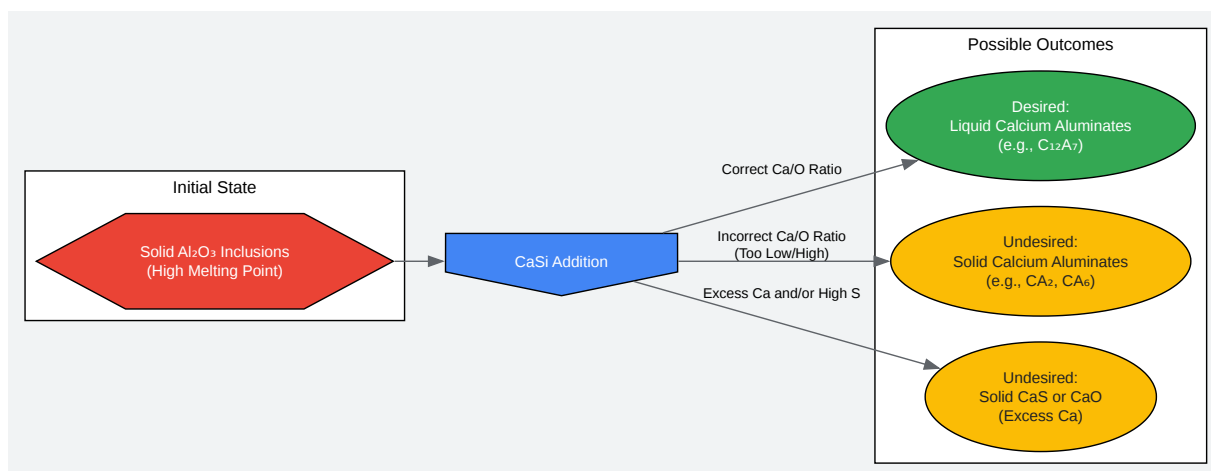 Possible Outcomes
Desired:
Liquid Calcium Aluminates
(e.g., C₁₂A₇)
Correct Ca/O Ratio
Initial State
Solid Al₂O₃ Inclusions
(High Melting Point)
CaSi Addition
Incorrect Ca/O Ratio
(Too Low/High)
Undesired:
Solid Calcium Aluminates
(e.g., CA₂, CA₆)
Excess Ca and/or High S
Undesired:
Solid CaS or CaO
(Excess Ca)